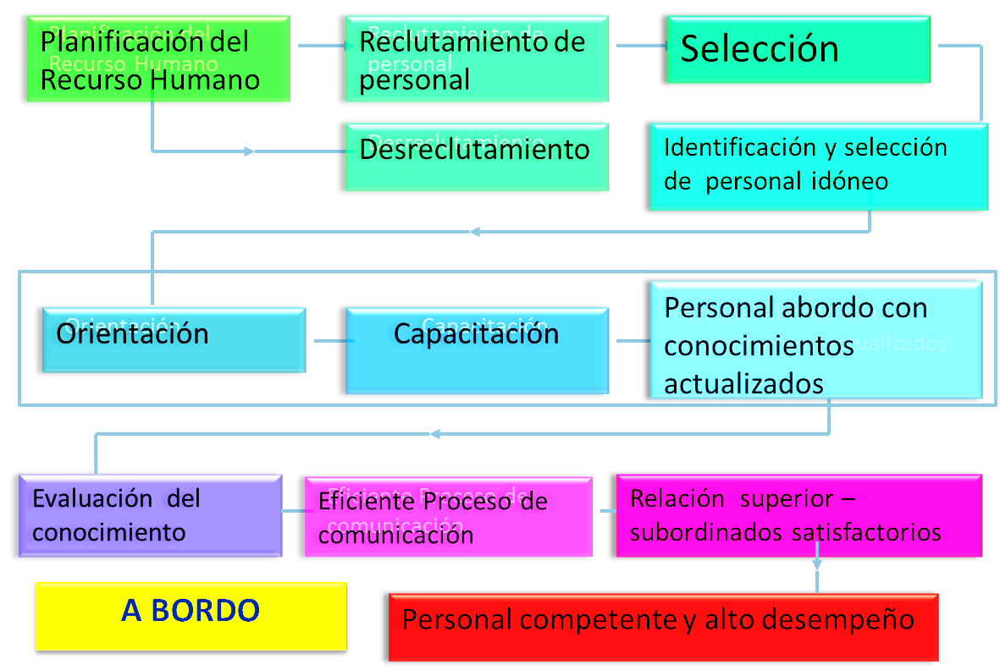 Planificación del
Recurso Humano
Reclutamiento de
personal
Selección
Desreclutamiento
Identificación y selección
de personal idóneo
Orientación
Capacitación
Personal abordo con
conocimientos
actualizados
Evaluación del
conocimiento
Eficiente Proceso de
comunicación
Relación superior –
subordinados satisfactorios
A BORDO
Personal competente y alto desempeño